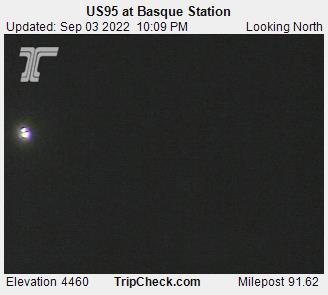 US95 at Basque Station
Updated: Sep 03 2022 10:09 PM Looking North
Elevation 4460 TripCheck.com Milepost 91.62